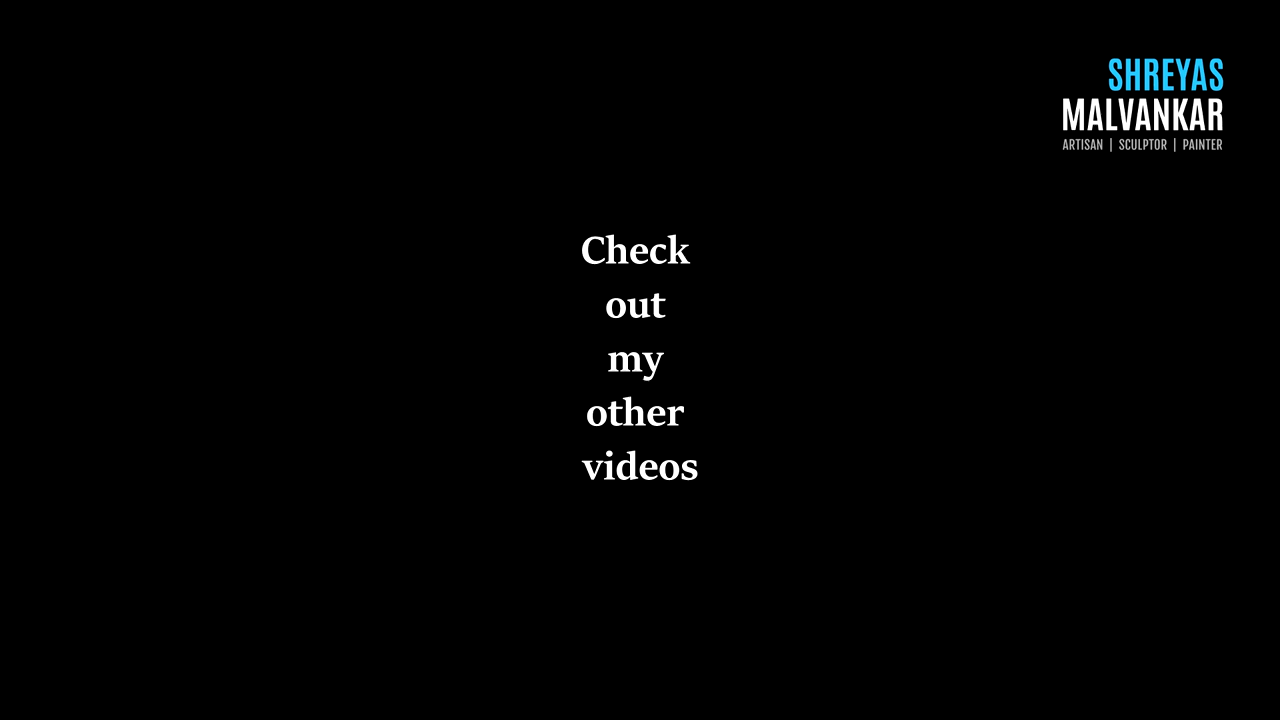 SHREYAS
MALVANKAR
ARTISAN | SCULPTOR | PAINTER
Check
out
my
other
videos